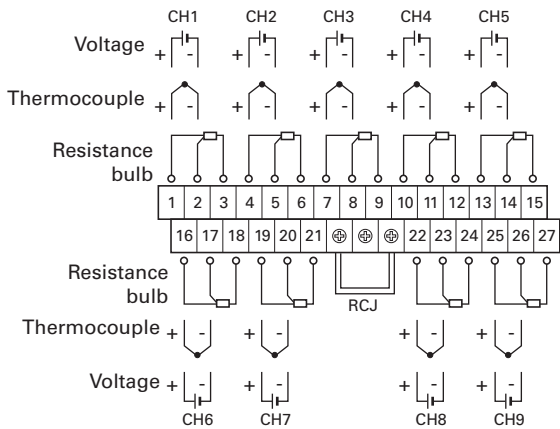 CH1 CH2 CH3 CH4 CH5
Voltage + - + - + - + - + -
Thermocouple + - + - + - + - + -
Resistance
bulb
1 2 3 4 5 6 7 8 9 10 11 12 13 14 15
16 17 18 19 20 21 22 23 24 25 26 27
Resistance
bulb
RCJ
Thermocouple + - + - + - + -
Voltage + - + - + - + -
CH6 CH7 CH8 CH9